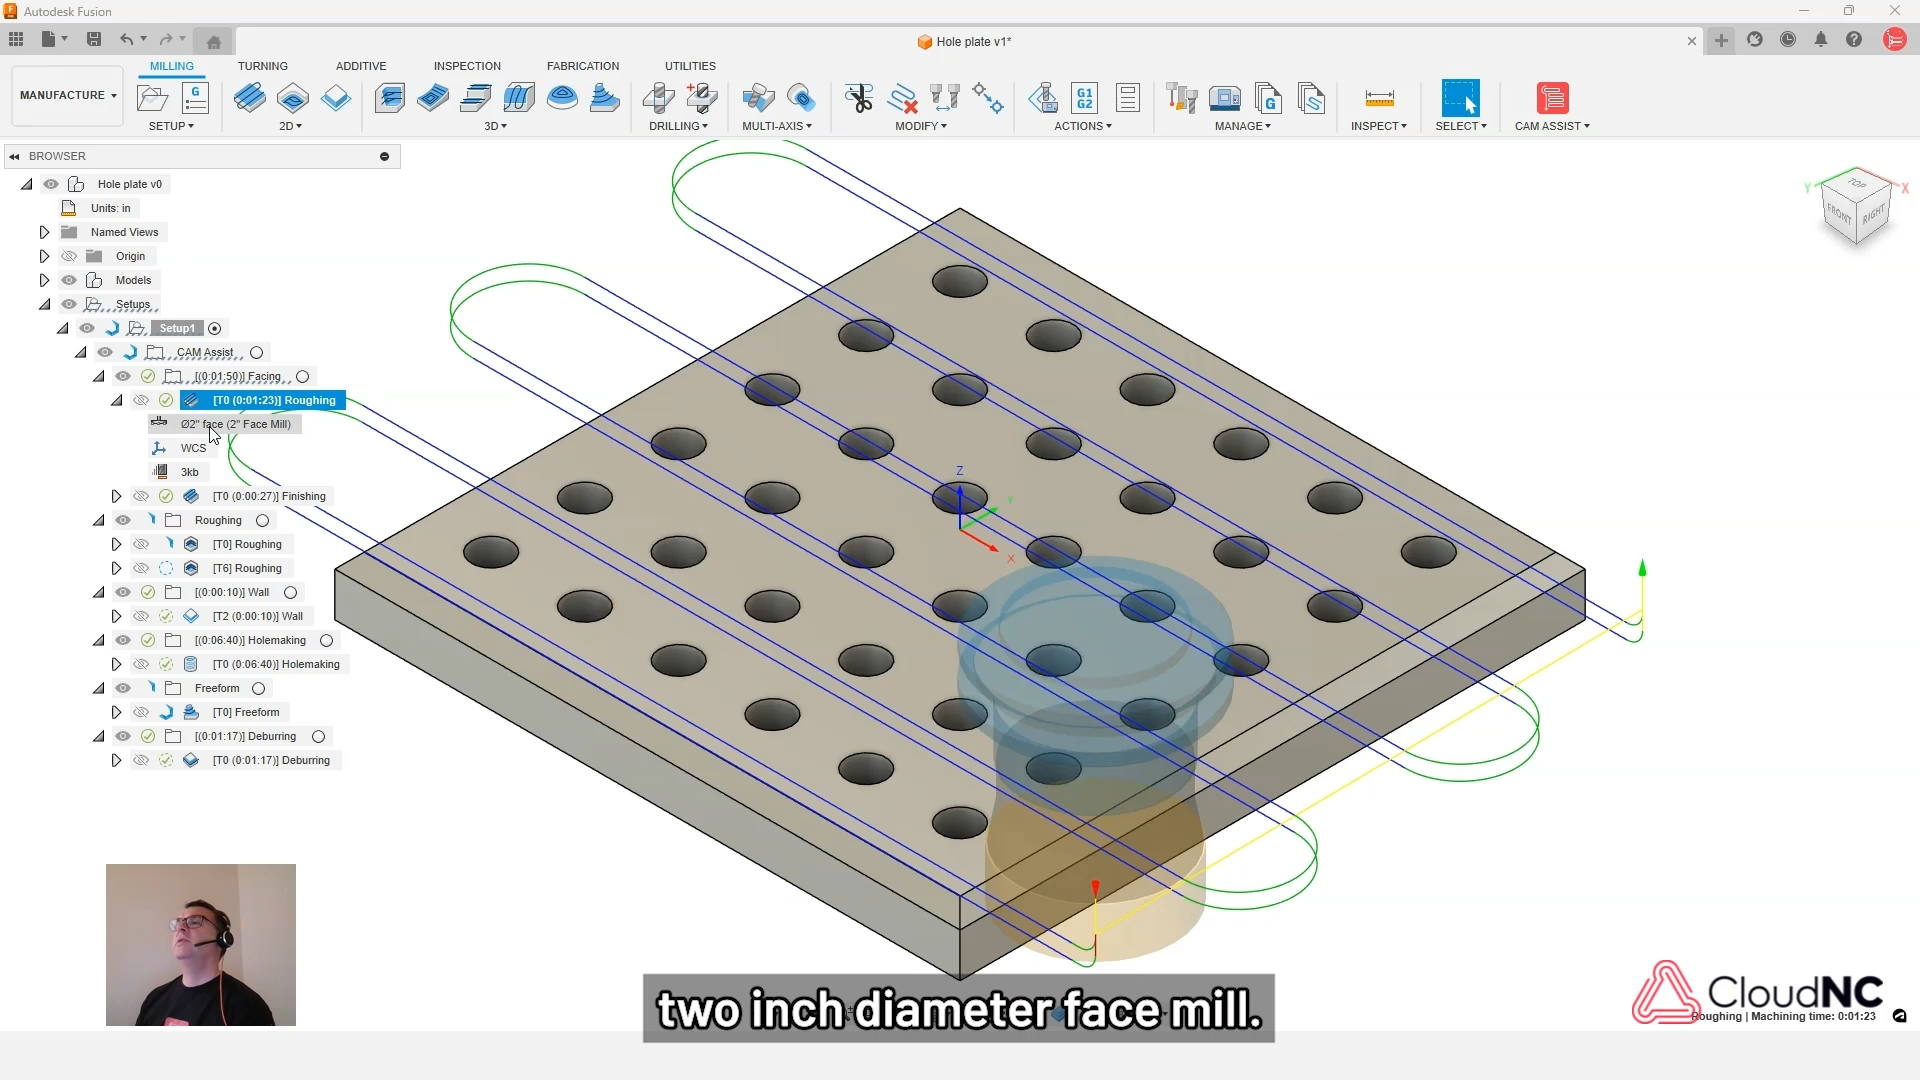 Autodesk Fusion
Hole plate v1*
MILLING
TURNING
ADDITIVE
INSPECTION
FABRICATION
UTILITIES
MANUFACTURE
SETUP
2D
3D
DRILLING
MULTI-AXIS
MODIFY
G1
G2
ACTIONS
MANAGE
INSPECT
SELECT
CAM ASSIST
BROWSER
Hole plate v0
Units: in
Named Views
Origin
Models
Setups
Setup1
CAM Assist
[(0:01:50)] Facing
[T0 (0:01:23)] Roughing
Ø2" face (2" Face Mill)
WCS
3kb
[T0 (0:00:27)] Finishing
Roughing
[T0] Roughing
[T6] Roughing
[(0:00:10)] Wall
[T2 (0:00:10)] Wall
[(0:06:40)] Holemaking
[T0 (0:06:40)] Holemaking
Freeform
[T0] Freeform
[(0:01:17)] Deburring
[T0 (0:01:17)] Deburring
Z
Y
X
Y
X
TOP
FRONT
RIGHT
two inch diameter face mill.
CloudNC
Roughing | Machining time: 0:01:23